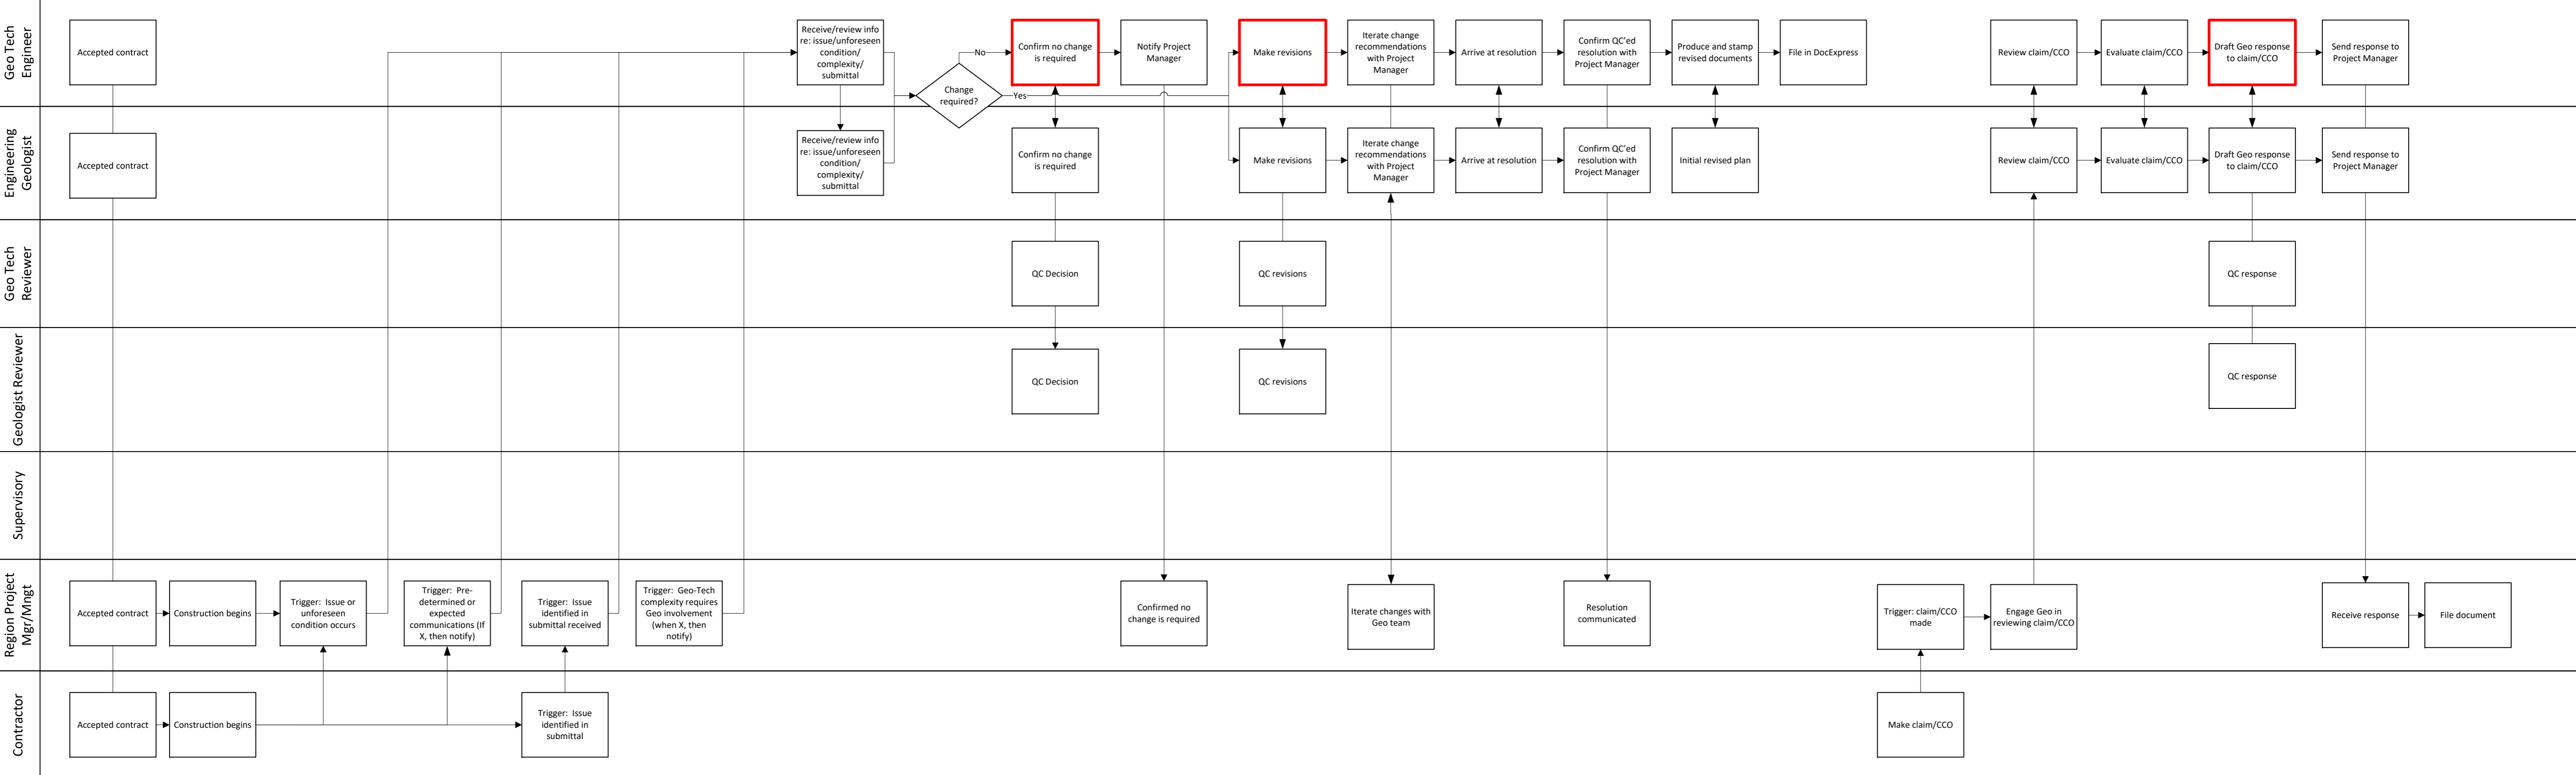 Geo Tech
Engineer
Accepted contract
Receive/review info
re: issue/unforeseen
condition/
complexity/
submittal
No
Change
required?
Yes
Confirm no change
is required
Notify Project
Manager
Make revisions
Iterate change
recommendations
with Project
Manager
Arrive at resolution
Confirm QC'ed
resolution with
Project Manager
Produce and stamp
revised documents
File in DocExpress
Review claim/CCO
Evaluate claim/CCO
Draft Geo response
to claim/CCO
Send response to
Project Manager
Engineering
Geologist
Accepted contract
Receive/review info
re: issue/unforeseen
condition/
complexity/
submittal
Confirm no change
is required
Make revisions
Iterate change
recommendations
with Project
Manager
Arrive at resolution
Confirm QC'ed
resolution with
Project Manager
Initial revised plan
Review claim/CCO
Evaluate claim/CCO
Draft Geo response
to claim/CCO
Send response to
Project Manager
Geo Tech
Reviewer
QC Decision
QC revisions
QC response
Geologist Reviewer
QC Decision
QC revisions
QC response
Supervisory
Region Project
Mgr/Mngt
Accepted contract
Construction begins
Trigger: Issue or
unforeseen
condition occurs
Trigger: Pre-
determined or
expected
communications (If
X, then notify)
Trigger: Issue
identified in
submittal received
Trigger: Geo-Tech
complexity requires
Geo involvement
(when X, then
notify)
Confirmed no
change is required
Iterate changes with
Geo team
Resolution
communicated
Trigger: claim/CCO
made
Engage Geo in
reviewing claim/CCO
Receive response
File document
Contractor
Accepted contract
Construction begins
Trigger: Issue
identified in
submittal
Make claim/CCO